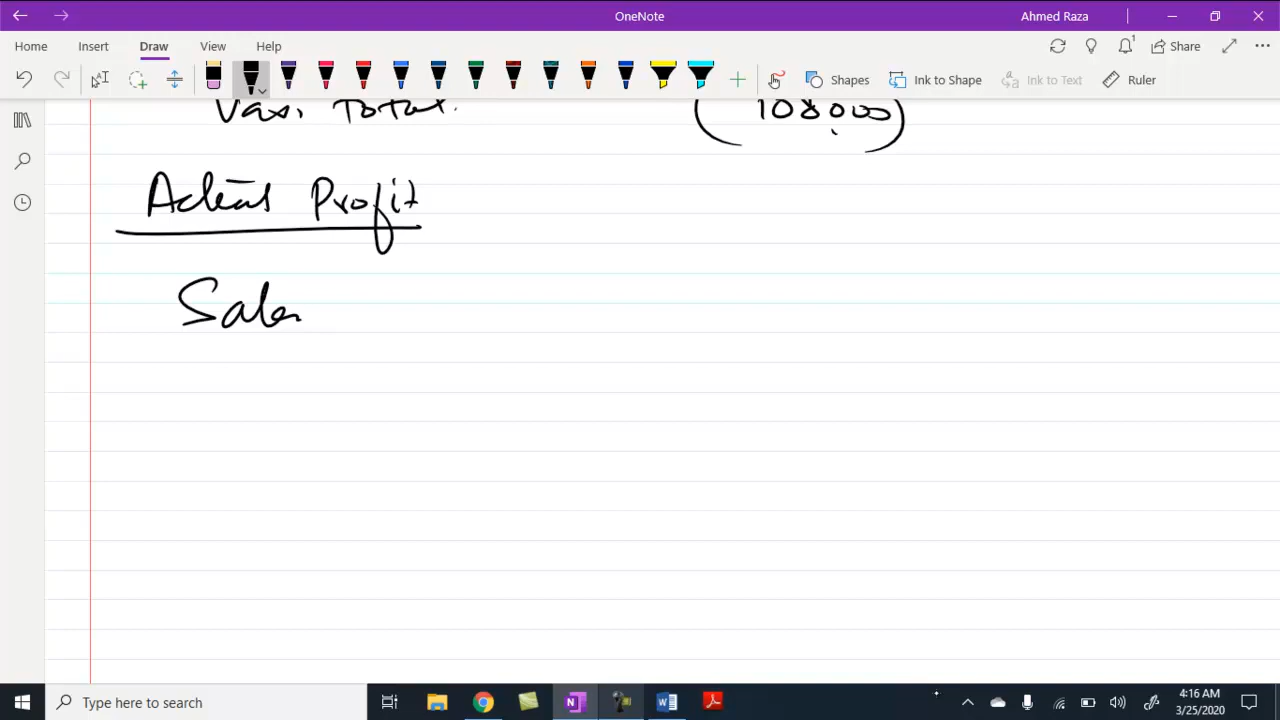 OneNote
Ahmed Raza
Home Insert Draw View Help
Share
Shapes Ink to Shape Ink to Text Ruler
Var. Total. (108000)
Actual Profit
Sales
Type here to search
4:16 AM
3/25/2020